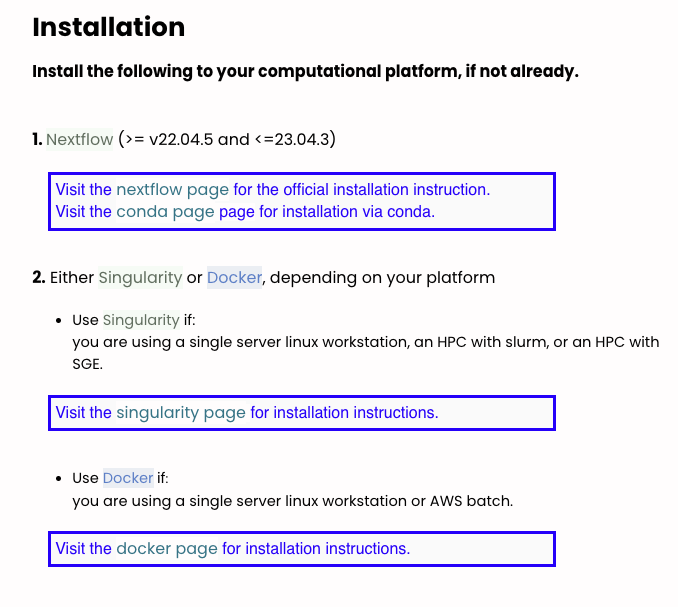 Installation
Install the following to your computational platform, if not already.
1. Nextflow (>= v22.04.5 and <=23.04.3)
Visit the nextflow page for the official installation instruction.
Visit the conda page page for installation via conda.
2. Either Singularity or Docker, depending on your platform
• Use Singularity if:
you are using a single server linux workstation, an HPC with slurm, or an HPC with
SGE.
Visit the singularity page for installation instructions.
• Use Docker if:
you are using a single server linux workstation or AWS batch.
Visit the docker page for installation instructions.